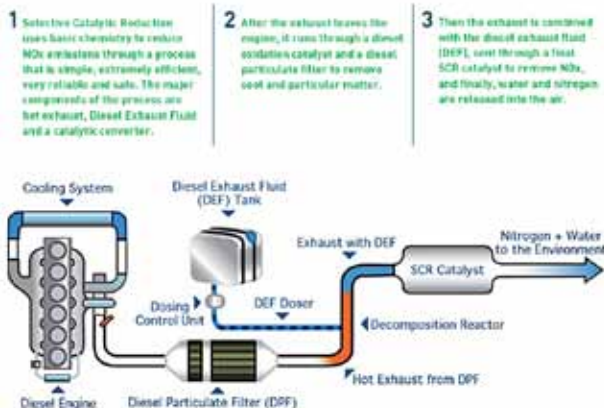 1 Selective Catalytic Reduction
uses basic chemistry to reduce
NOx emissions through a process
that is simple, extremely efficient,
very reliable and safe. The major
components of the process are
hot exhaust, Diesel Exhaust Fluid
and a catalytic converter.
2 After the exhaust leaves the
engine, it runs through a diesel
oxidation catalyst and a diesel
particulate filter to remove
soot and particular matter.
3 Then the exhaust is combined
with the diesel exhaust fluid
(DEF), sent through a final
SCR catalyst to remove NOx,
and finally, water and nitrogen
are released into the air.
Cooling System
Diesel Exhaust Fluid
(DEF) Tank
Exhaust with DEF
Nitrogen + Water
to the Environment
SCR Catalyst
Dosing
Control Unit
DEF Doser
Decomposition Reactor
Hot Exhaust from DPF
Diesel Engine
Diesel Particulate Filter (DPF)